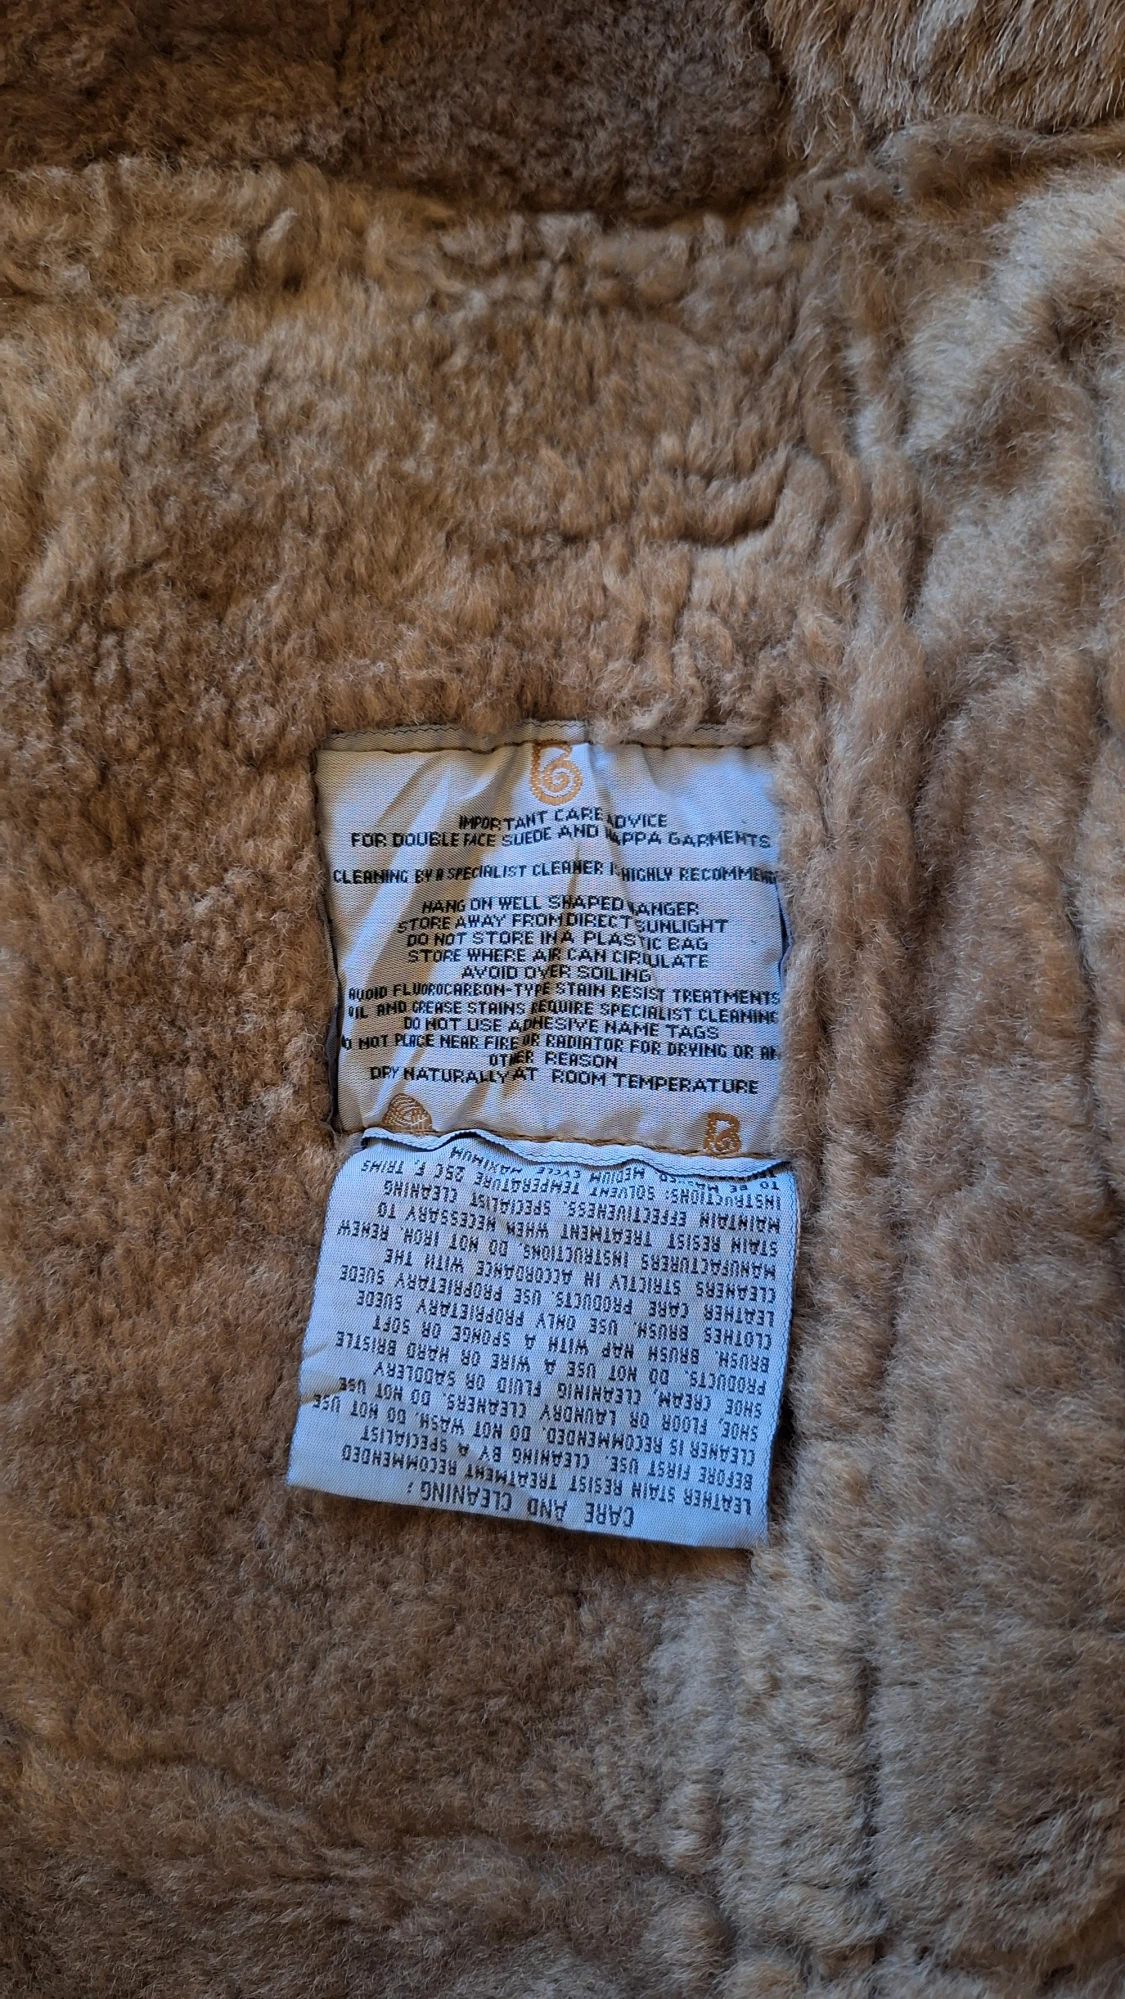 IMPORTANT CARE ADVICE
FOR DOUBLE FACE SUEDE AND NAPPA GARMENTS
CLEANING BY A SPECIALIST CLEANER IS HIGHLY RECOMMEND
HANG ON WELL SHAPED HANGER
STORE AWAY FROM DIRECT SUNLIGHT
DO NOT STORE IN A PLASTIC BAG
STORE WHERE AIR CAN CIRCULATE
AVOID OVER SOILING
AVOID FLUOROCARBON-TYPE STAIN RESIST TREATMENTS
OIL AND GREASE STAINS REQUIRE SPECIALIST CLEANING
DO NOT USE ADHESIVE NAME TAGS
O NOT PLACE NEAR FIRE OR RADIATOR FOR DRYING OR AN
OTHER REASON
DRY NATURALLY AT ROOM TEMPERATURE
CARE AND CLEANING:
LEATHER STAIN RESIST TREATMENT RECOMMENDED
BEFORE FIRST USE. CLEANING BY A SPECIALIST
CLEANER IS RECOMMENDED. DO NOT WASH. DO NOT USE
SHOE, FLOOR OR LAUNDRY CLEANERS. DO NOT USE
SHOE CREAM, CLEANING FLUID OR SADDLERY
PRODUCTS. DO NOT USE A WIRE OR HARD BRISTLE
BRUSH. BRUSH NAP WITH A SPONGE OR SOFT
CLOTHES BRUSH. USE ONLY PROPRIETARY SUEDE
LEATHER CARE PRODUCTS. USE PROPRIETARY SUEDE
CLEANERS STRICTLY IN ACCORDANCE WITH THE
MANUFACTURERS INSTRUCTIONS. DO NOT IRON. RENEW
STAIN RESIST TREATMENT WHEN NECESSARY TO
MAINTAIN EFFECTIVENESS. SPECIALIST CLEANING
INSTRUCTIONS: SOLVENT TEMPERATURE 28C F. TRIMS
TO BE MEDIUM CYCLE MAXIMUM